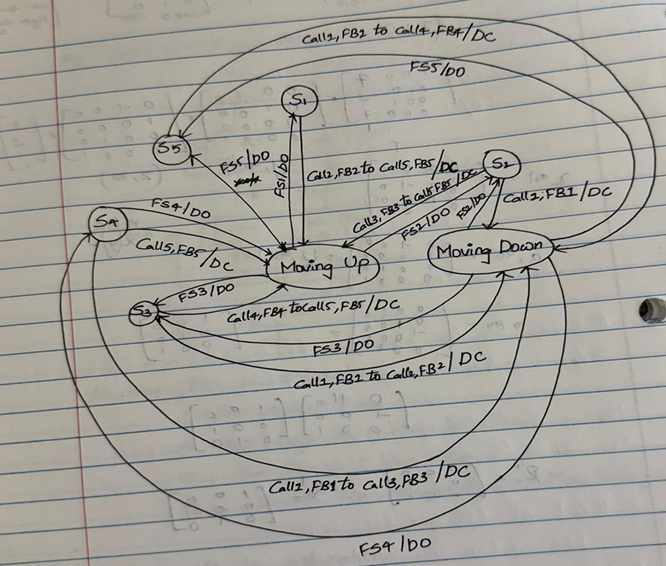 Call1, FB2 to Call4, FB4/DC
FS5/DO
S1
S5
FS5/DO
FS1/DO
Call2, FB2 to Call5, FB5/DC
S2
Call3, FB3 to Call5 FB5/DC
FS2/DO
FS2/DO
Call1, FB1/DC
S4
FS4/DO
Call5, FB5/DC
Moving Up
Moving Down
FS3/DO
S3
Call4, FB4 to Call5, FB5/DC
FS3/DO
Call1, FB2 to Call2, FB2/DC
Call1, FB1 to Call3, FB3/DC
FS4/DO